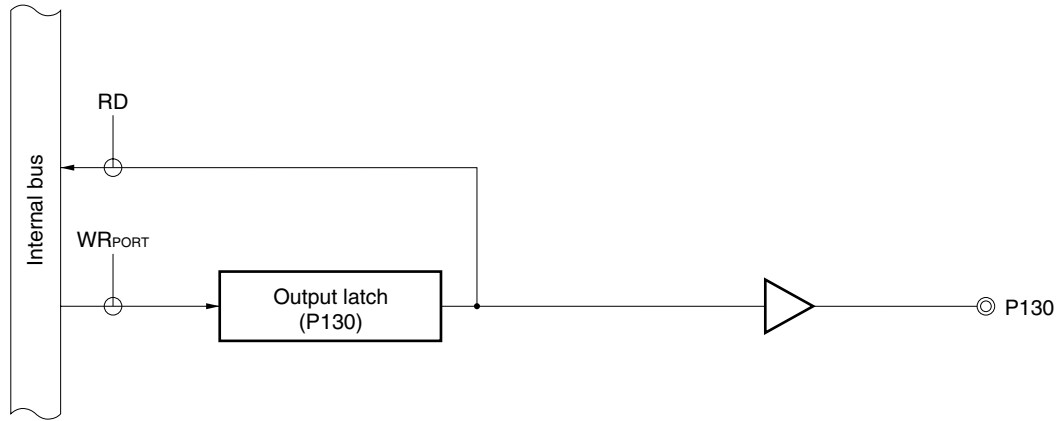 RD
Internal bus
WRPORT
Output latch
(P130)
P130